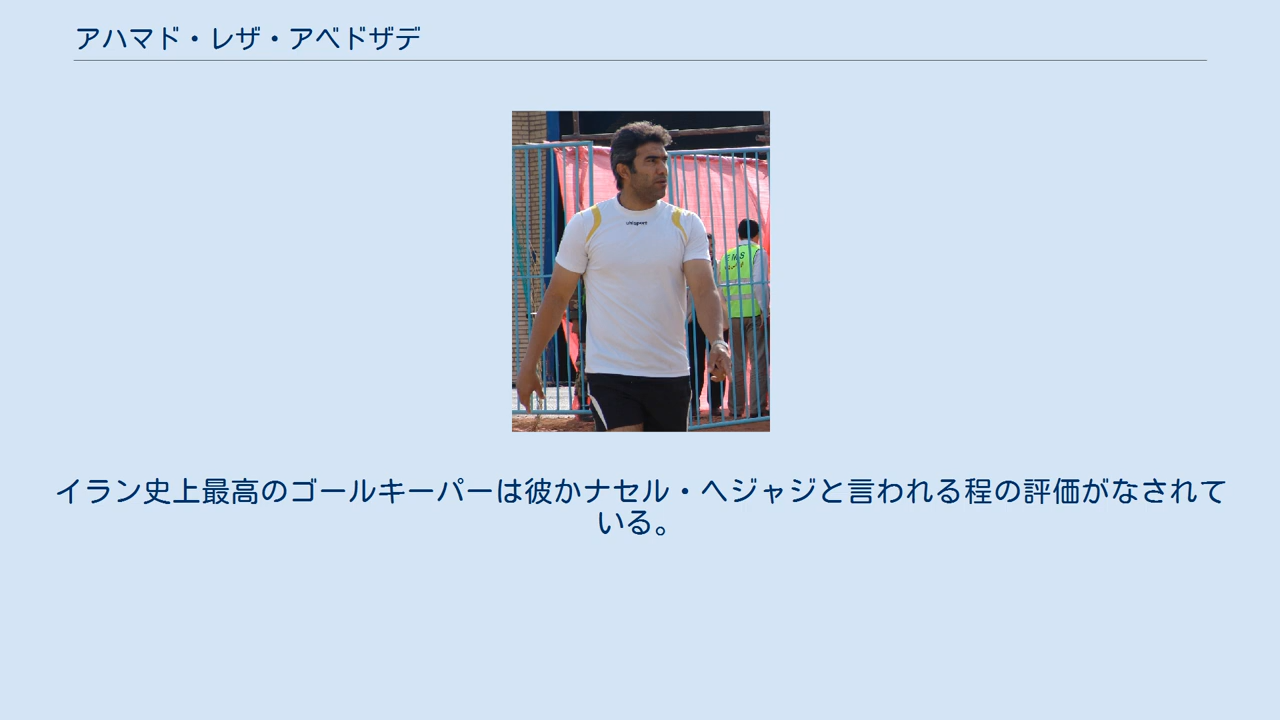 アハマド・レザ・アベドザデ
イラン史上最高のゴールキーパーは彼かナセル・ヘジャジと言われる程の評価がなされて
いる。